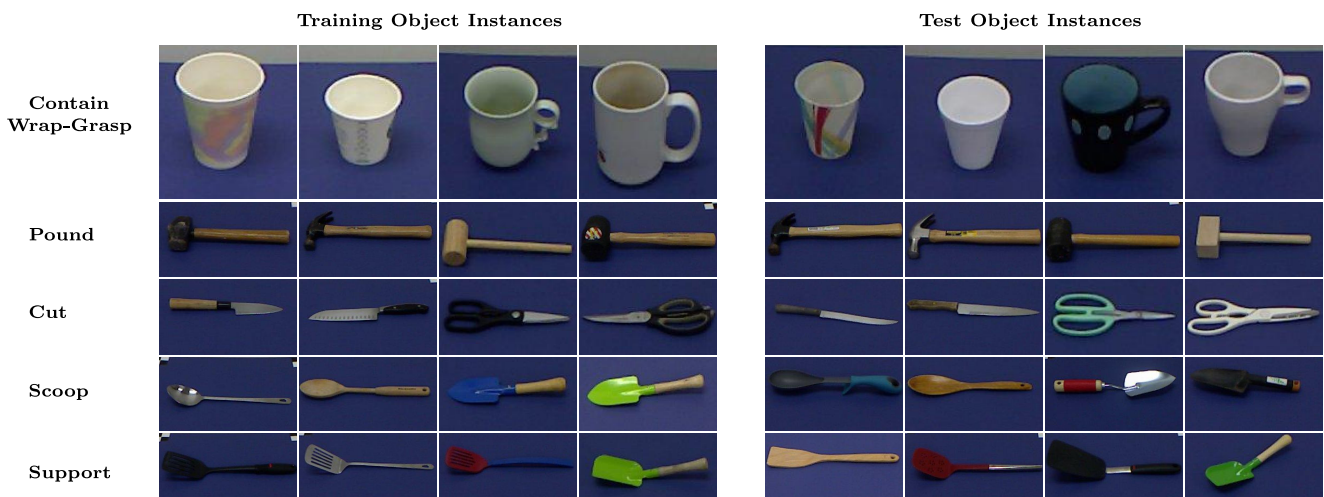 Training Object Instances
Test Object Instances
Contain
Wrap-Grasp
Pound
Cut
Scoop
Support